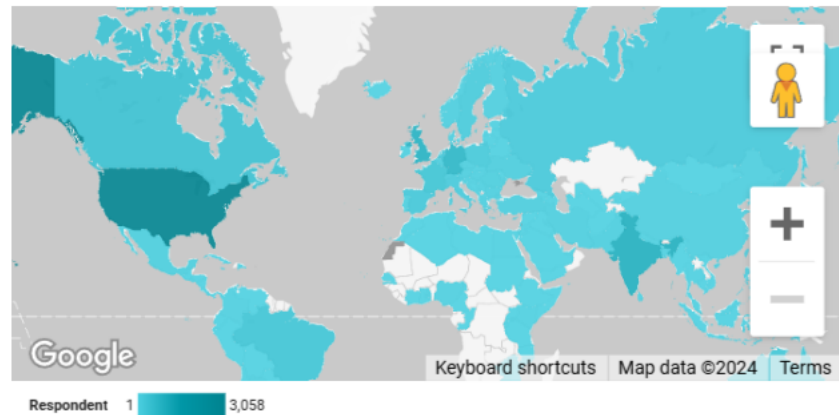 Google
Keyboard shortcuts
Map data ©2024
Terms
Respondent 1 3,058